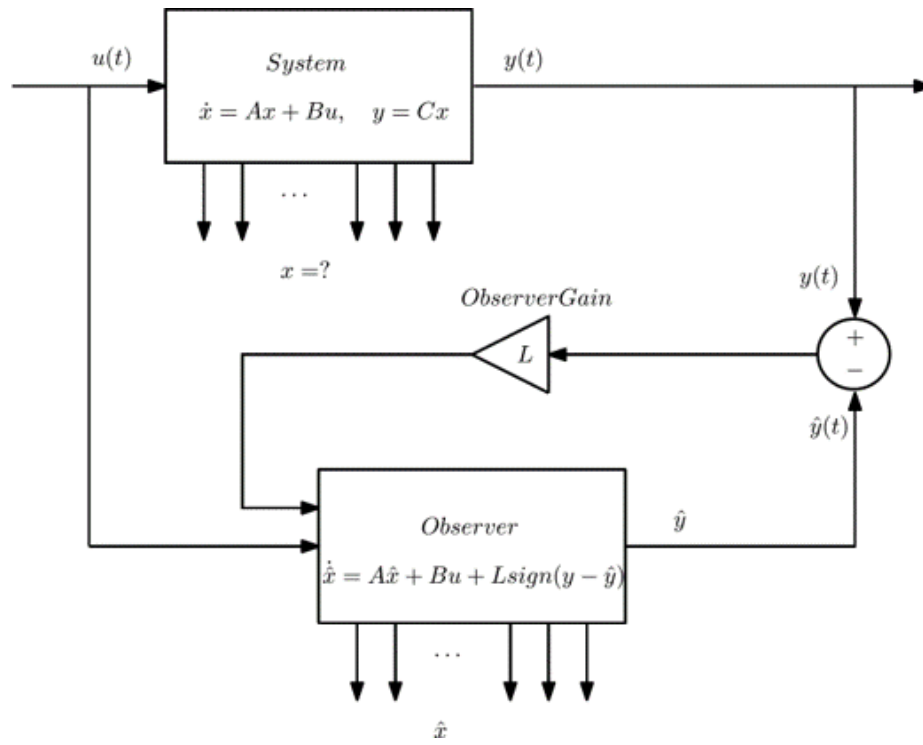 u(t)
System
y(t)
ẋ = Ax + Bu, y = Cx
...
x =?
y(t)
ObserverGain
L
+
−
ŷ(t)
Observer
ŷ
x̂̇ = Ax̂ + Bu + Lsign(y − ŷ)
...
x̂